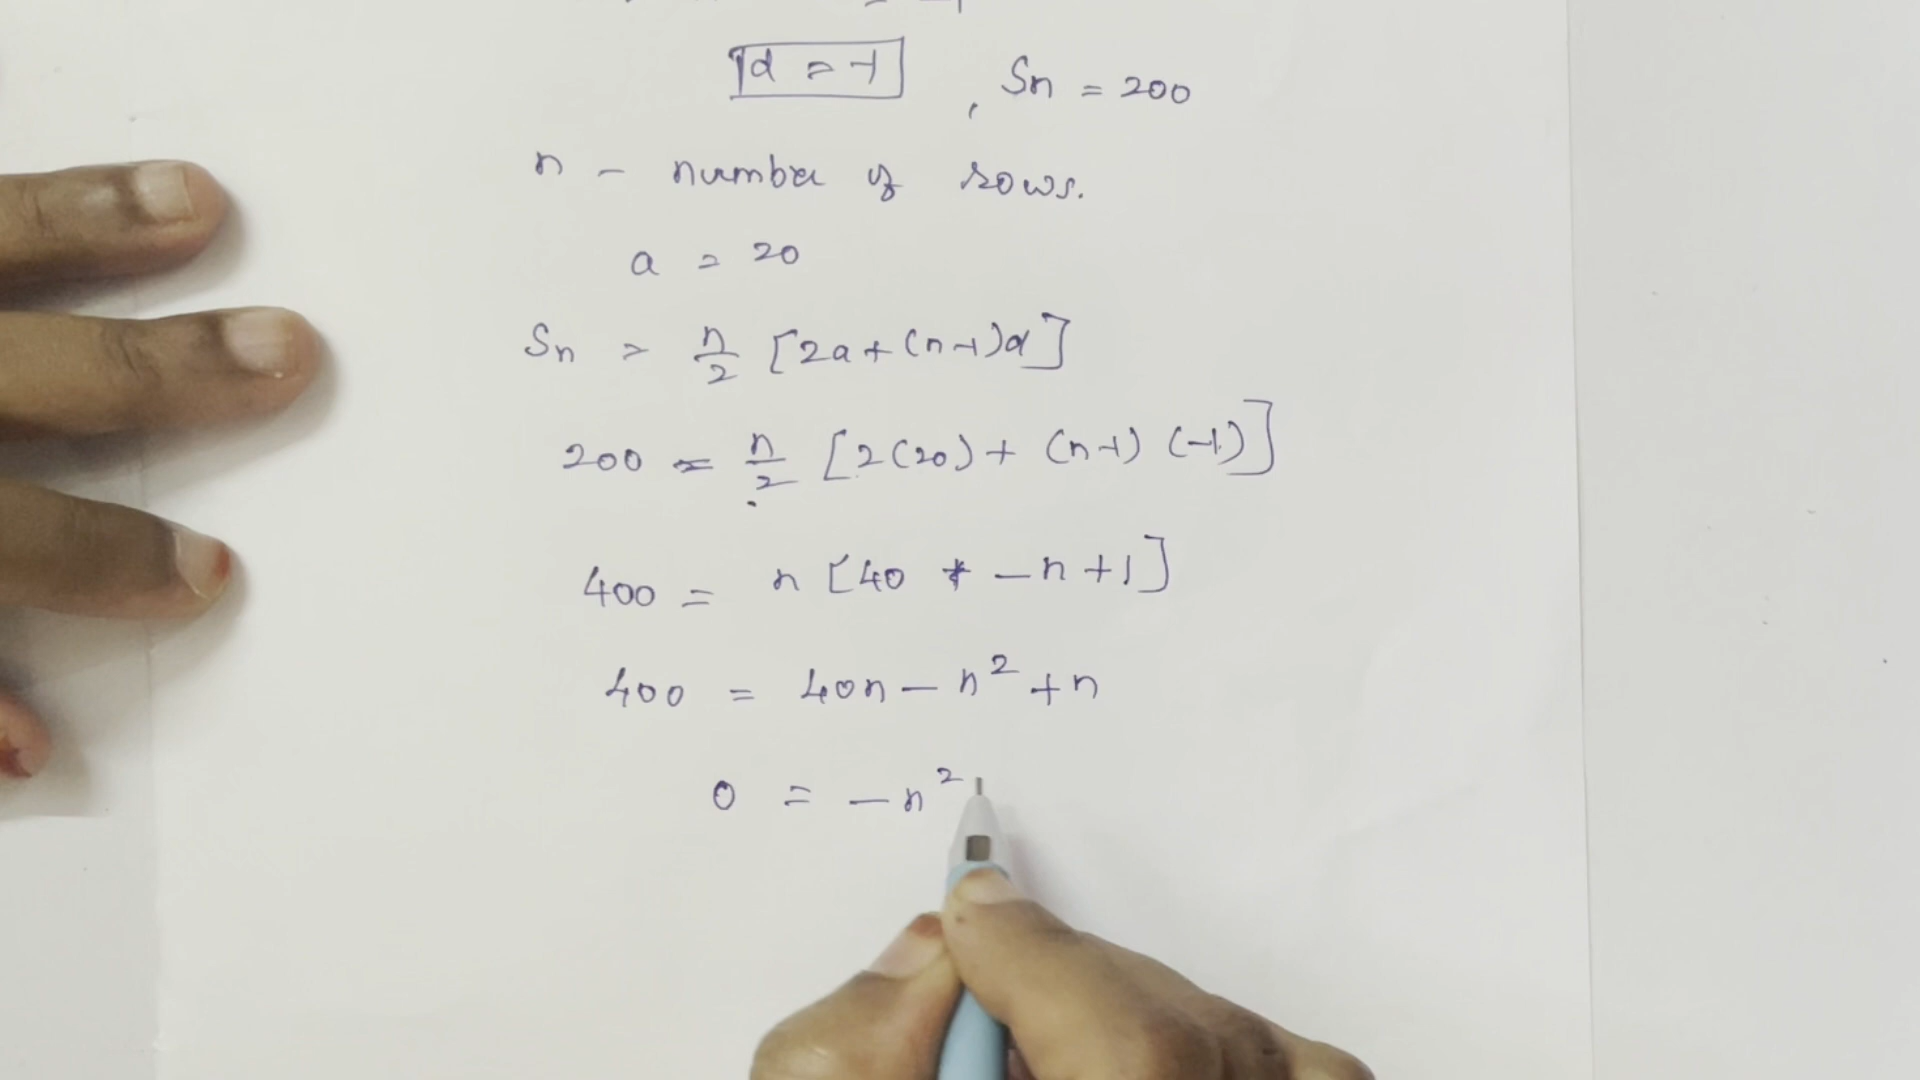 d = -1 , Sn = 200
n - number of rows.
a = 20
Sn = n/2 [2a+(n-1)d]
200 = n/2 [2(20) + (n-1) (-1)]
400 = n [40 + -n+1]
400 = 40n - n² + n
0 = -n²